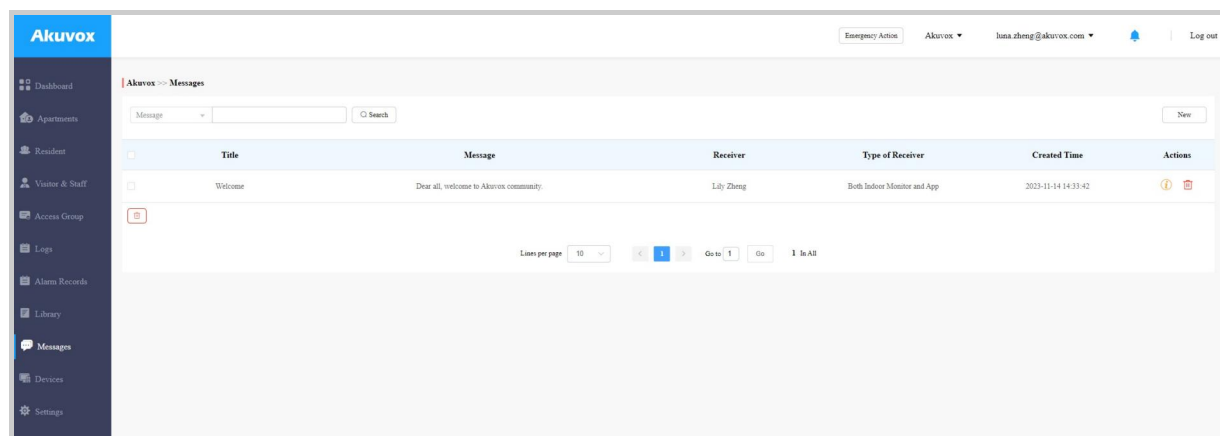 Akuvox
Emergency Action Akuvox luna.zheng@akuvox.com Log out
Dashboard
Apartments
Resident
Visitor & Staff
Access Group
Logs
Alarm Records
Library
Messages
Devices
Settings
Akuvox >> Messages
Message Search New
Title Message Receiver Type of Receiver Created Time Actions
Welcome Dear all, welcome to Akuvox community. Lily Zheng Both Indoor Monitor and App 2023-11-14 14:33:42
Lines per page 10 < 1 > Go to 1 Go 1 In All